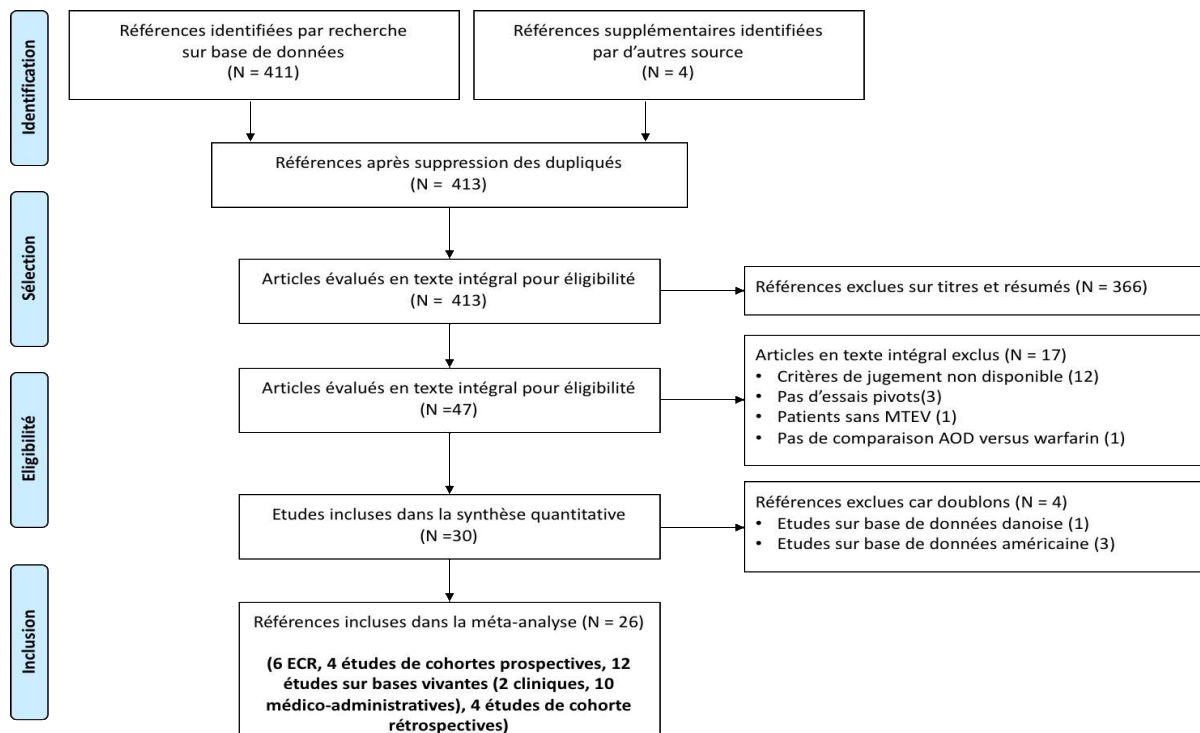 Identification
Références identifiées par recherche
sur base de données
(N = 411)
Références supplémentaires identifiées
par d'autres source
(N = 4)
Références après suppression des dupliqués
(N = 413)
Sélection
Articles évalués en texte intégral pour éligibilité
(N = 413)
Références exclues sur titres et résumés (N = 366)
Eligibilité
Articles évalués en texte intégral pour éligibilité
(N =47)
Articles en texte intégral exclus (N = 17)
• Critères de jugement non disponible (12)
• Pas d'essais pivots(3)
• Patients sans MTEV (1)
• Pas de comparaison AOD versus warfarin (1)
Etudes incluses dans la synthèse quantitative
(N =30)
Références exclues car doublons (N = 4)
• Etudes sur base de données danoise (1)
• Etudes sur base de données américaine (3)
Inclusion
Références incluses dans la méta-analyse (N = 26)
(6 ECR, 4 études de cohortes prospectives, 12
études sur bases vivantes (2 cliniques, 10
médico-administratives), 4 études de cohorte
rétrospectives)